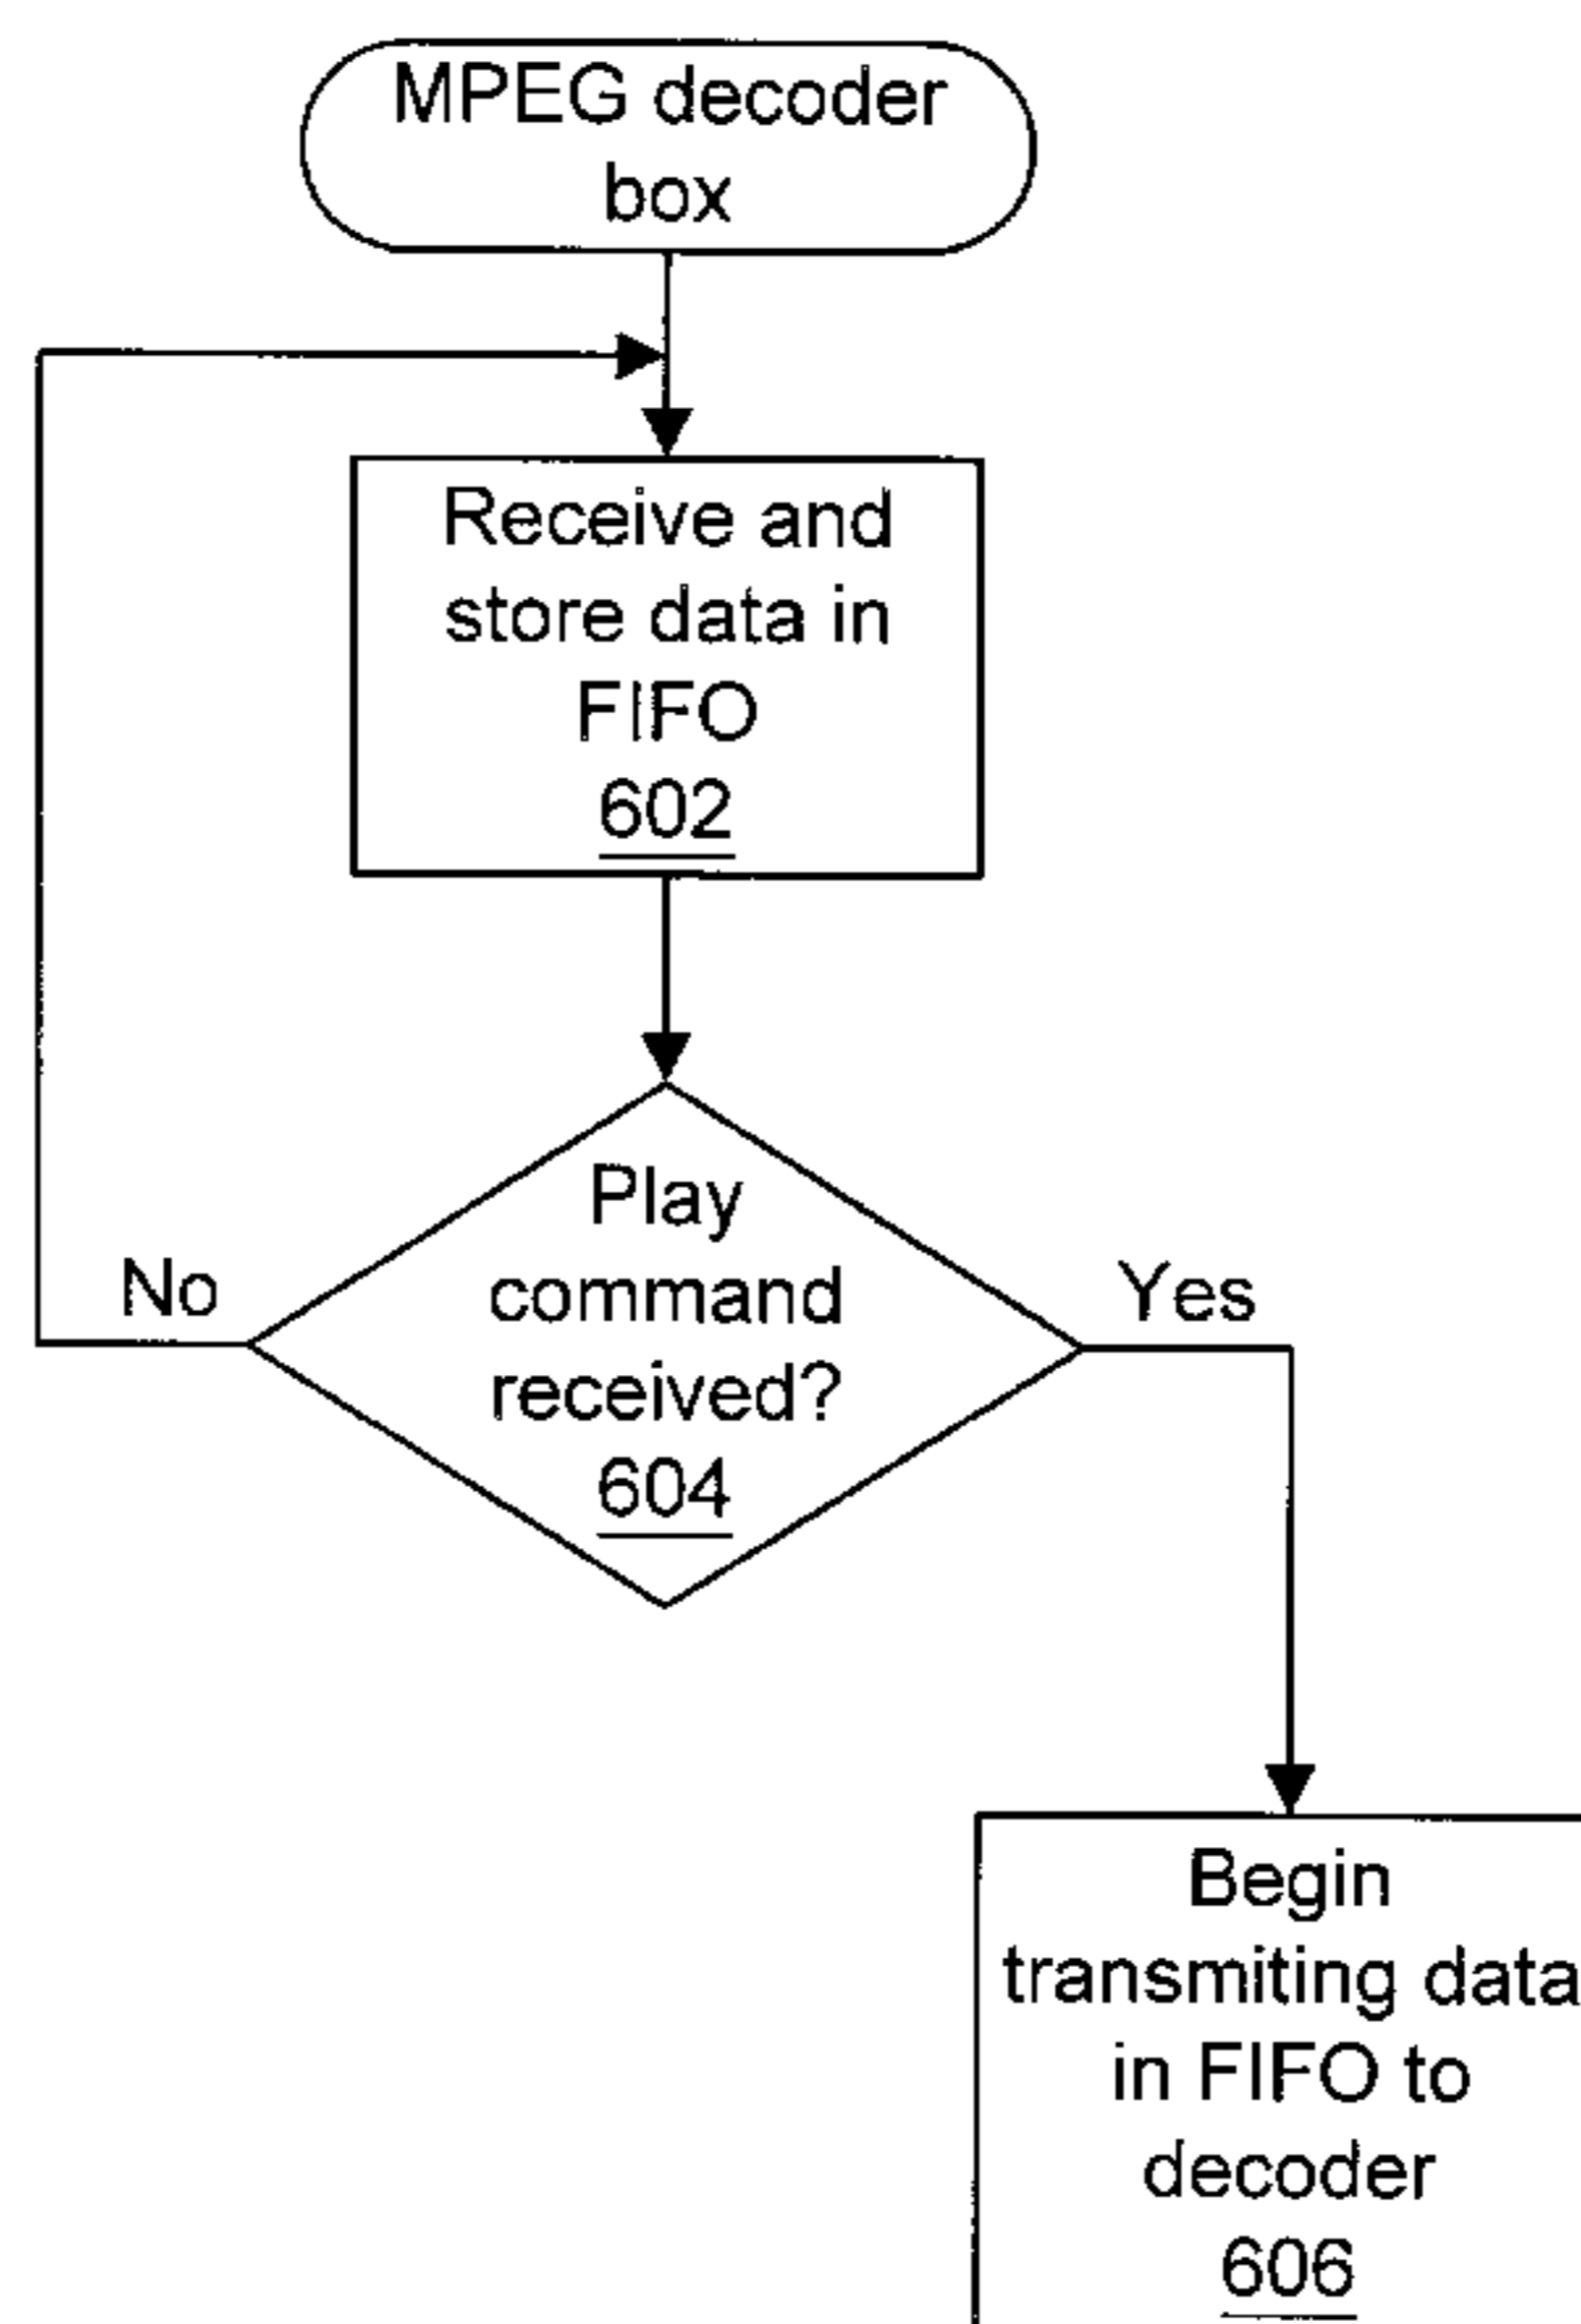 MPEG decoder
box
Receive and
store data in
FIFO
602
Play
command
received?
604
No
Yes
Begin
transmiting data
in FIFO to
decoder
606